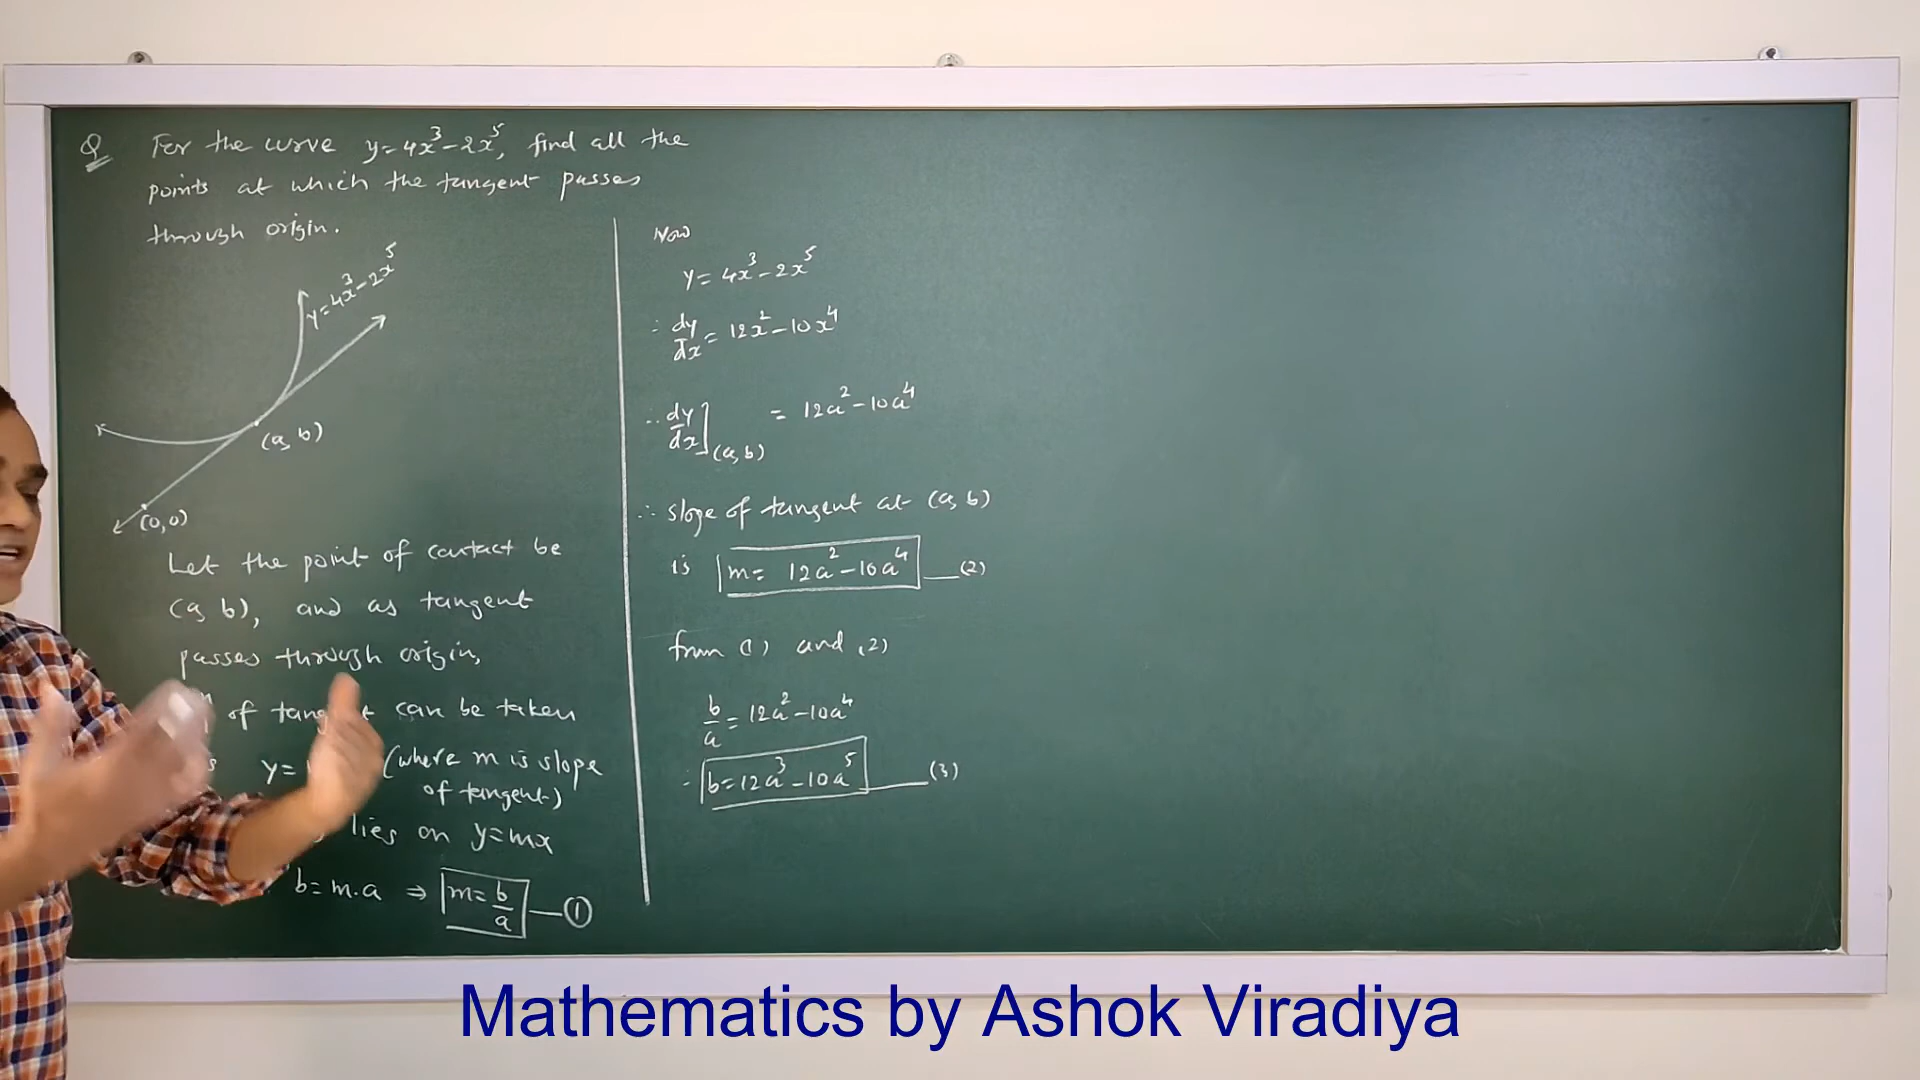 Q For the curve y=4x³-2x⁵, find all the
points at which the tangent passes
through origin.
y=4x³-2x⁵
(a, b)
(0,0)
Let the point of contact be
(a, b), and as tangent
passes through origin,
of tangent can be taken
y= (where m is slope
of tangent)
lies on y=mx
b=m.a ⇒ m=b/a —①
Now
y=4x³-2x⁵
∴ dy/dx=12x²-10x⁴
∴ dy/dx](a,b) = 12a²-10a⁴
∴ slope of tangent at (a, b)
is m= 12a²-10a⁴ —(2)
from (1) and (2)
b/a=12a²-10a⁴
∴ b=12a³-10a⁵ —(3)
Mathematics by Ashok Viradiya